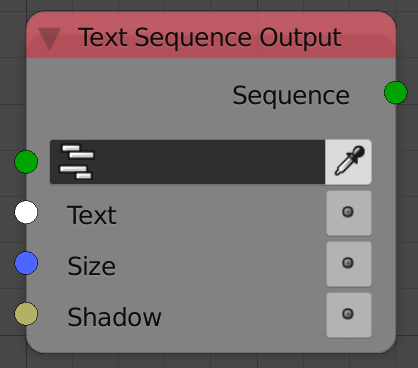 Text Sequence Output
Sequence
Text
Size
Shadow